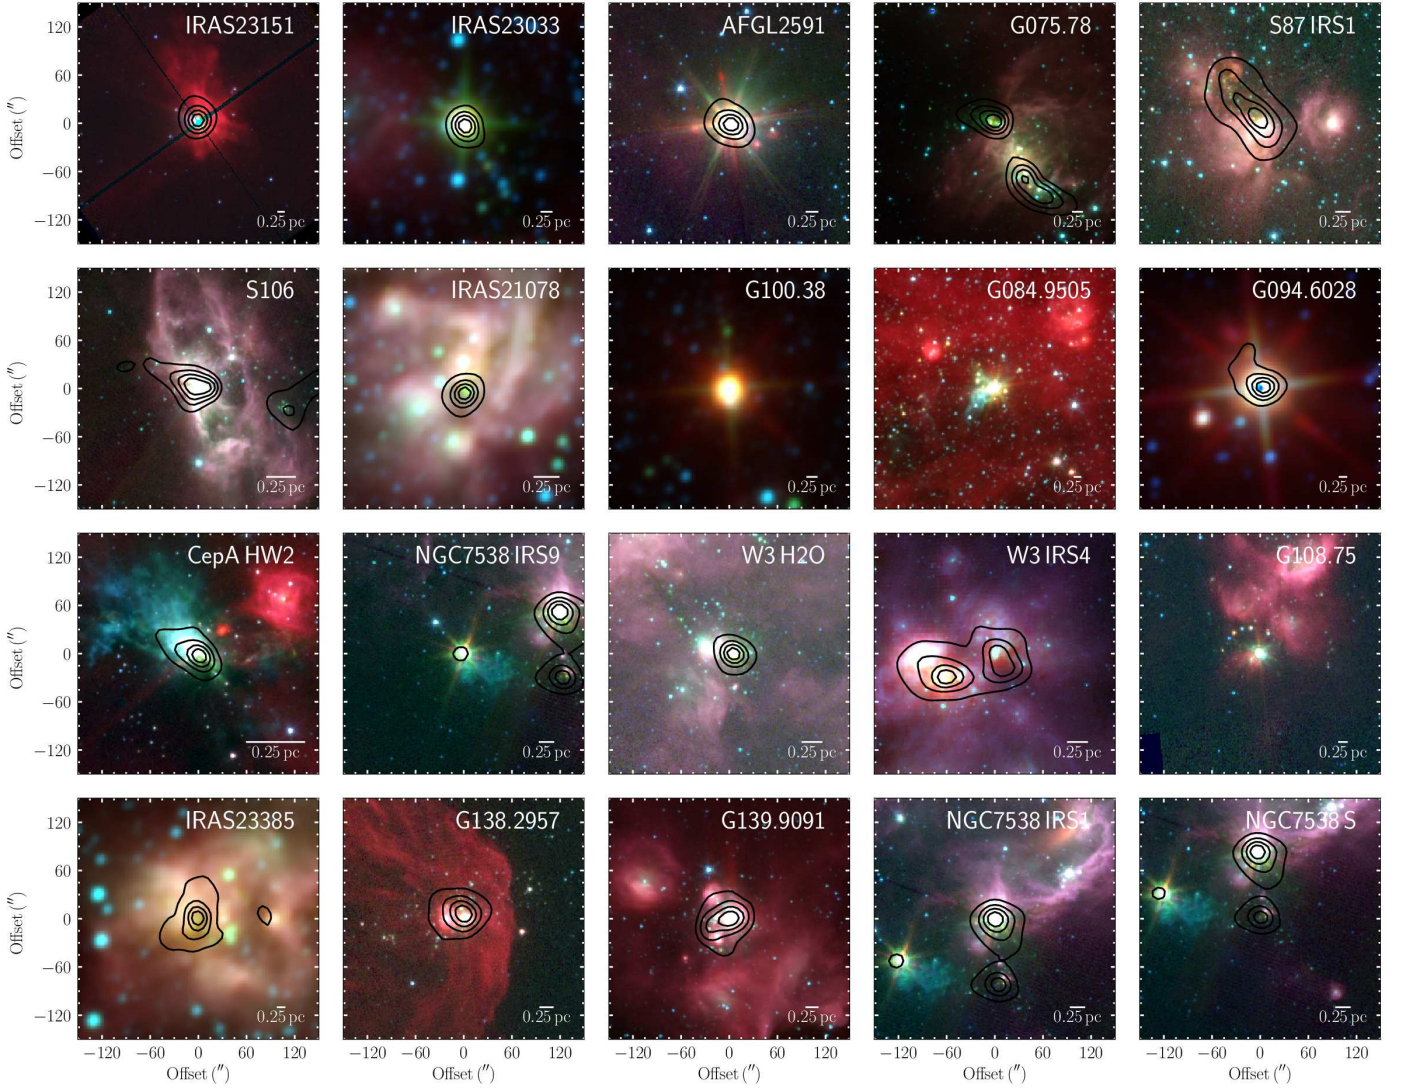 IRAS23151
IRAS23033
AFGL2591
G075.78
S87 IRS1
120
60
0
−60
−120
Offset (″)
0.25 pc
0.25 pc
0.25 pc
0.25 pc
0.25 pc
S106
IRAS21078
G100.38
G084.9505
G094.6028
120
60
0
−60
−120
Offset (″)
0.25 pc
0.25 pc
0.25 pc
0.25 pc
0.25 pc
CepA HW2
NGC7538 IRS9
W3 H2O
W3 IRS4
G108.75
120
60
0
−60
−120
Offset (″)
0.25 pc
0.25 pc
0.25 pc
0.25 pc
0.25 pc
IRAS23385
G138.2957
G139.9091
NGC7538 IRS1
NGC7538 S
120
60
0
−60
−120
Offset (″)
0.25 pc
0.25 pc
0.25 pc
0.25 pc
0.25 pc
−120 −60 0 60 120
−120 −60 0 60 120
−120 −60 0 60 120
−120 −60 0 60 120
−120 −60 0 60 120
Offset (″)
Offset (″)
Offset (″)
Offset (″)
Offset (″)